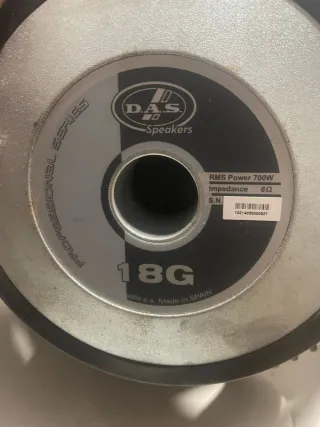 D.A.S.
Speakers
PROFESSIONAL SERIES
RMS Power 700W
Impedance 8Ω
S.N.
18G
s.a. Made in SPAIN